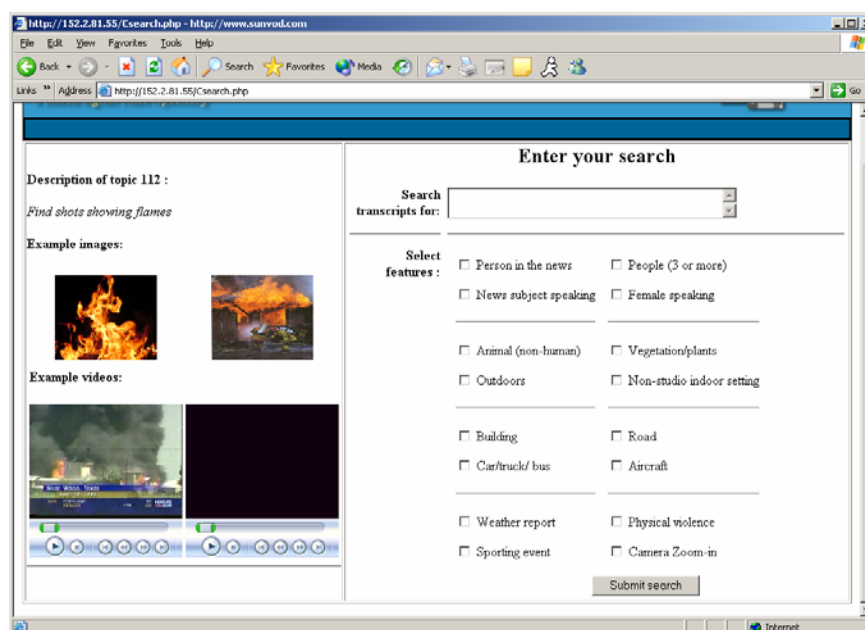 http://152.2.81.55/Csearch.php - http://www.sunvod.com
File Edit View Favorites Tools Help
Back Search Favorites Media
Links » Address http://152.2.81.55/Csearch.php Go
Enter your search
Description of topic 112 :
Search
transcripts for:
Find shots showing flames
Example images:
Select
features :
Person in the news People (3 or more)
News subject speaking Female speaking
Animal (non-human) Vegetation/plants
Example videos:
Outdoors Non-studio indoor setting
Building Road
Car/truck/ bus Aircraft
Near Waco, Texas
Weather report Physical violence
Sporting event Camera Zoom-in
Submit search
Internet